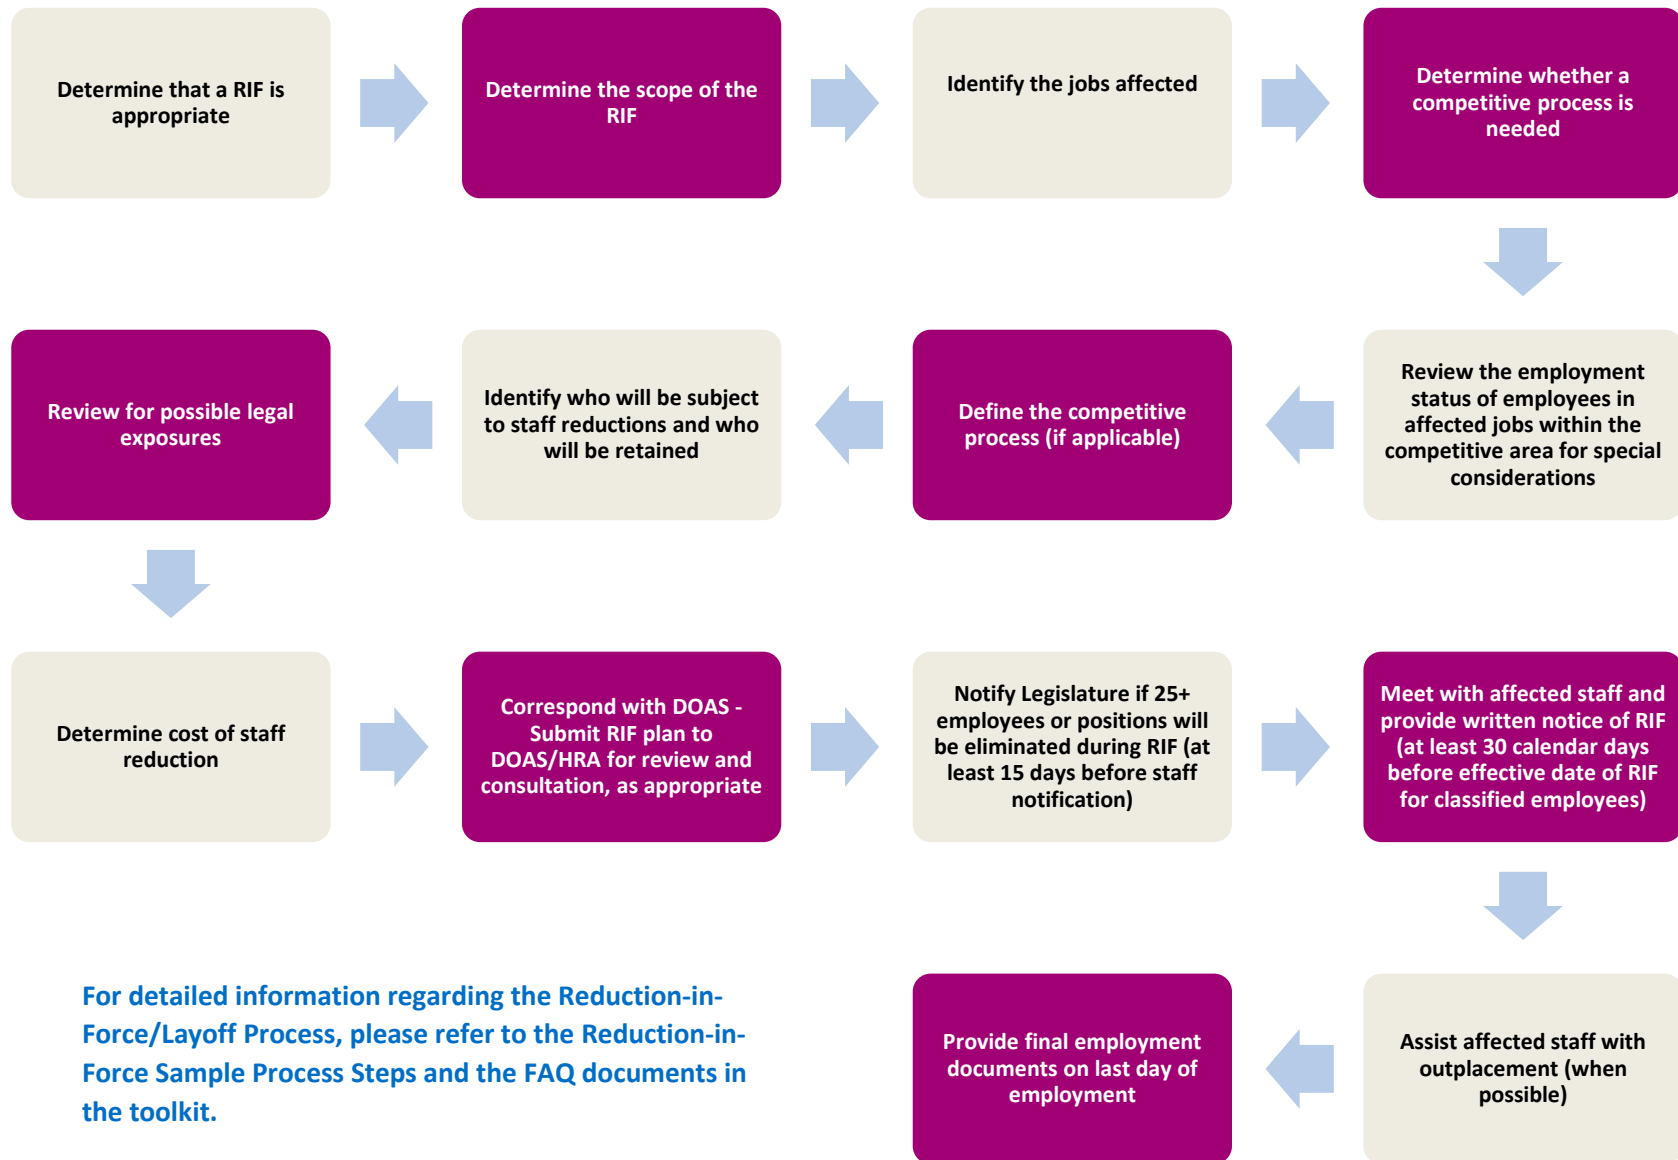 Determine that a RIF is
appropriate
Determine the scope of the
RIF
Identify the jobs affected
Determine whether a
competitive process is
needed
Review the employment
status of employees in
affected jobs within the
competitive area for special
considerations
Define the competitive
process (if applicable)
Identify who will be subject
to staff reductions and who
will be retained
Review for possible legal
exposures
Determine cost of staff
reduction
Correspond with DOAS -
Submit RIF plan to
DOAS/HRA for review and
consultation, as appropriate
Notify Legislature if 25+
employees or positions will
be eliminated during RIF (at
least 15 days before staff
notification)
Meet with affected staff and
provide written notice of RIF
(at least 30 calendar days
before effective date of RIF
for classified employees)
Assist affected staff with
outplacement (when
possible)
Provide final employment
documents on last day of
employment
For detailed information regarding the Reduction-in-
Force/Layoff Process, please refer to the Reduction-in-
Force Sample Process Steps and the FAQ documents in
the toolkit.